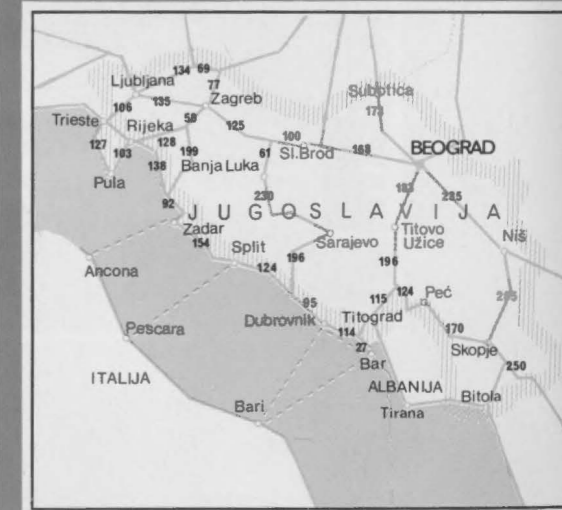 134 69
Ljubljana
77
Subotica
106
135
Zagreb
173
Trieste
Rijeka
58
125
100
127
103
128
199
61
Sl.Brod
168
BEOGRAD
138
Banja Luka
Pula
230
183
235
92
JUGOSLAVIJA
Zadar
154
Sarajevo
Titovo
Užice
Niš
Split
196
196
Ancona
124
95
115
124
Peć
Dubrovnik
Titograd
Pescara
114
170
27
Skopje
Bar
250
ITALIJA
ALBANIJA
Bari
Tirana
Bitola